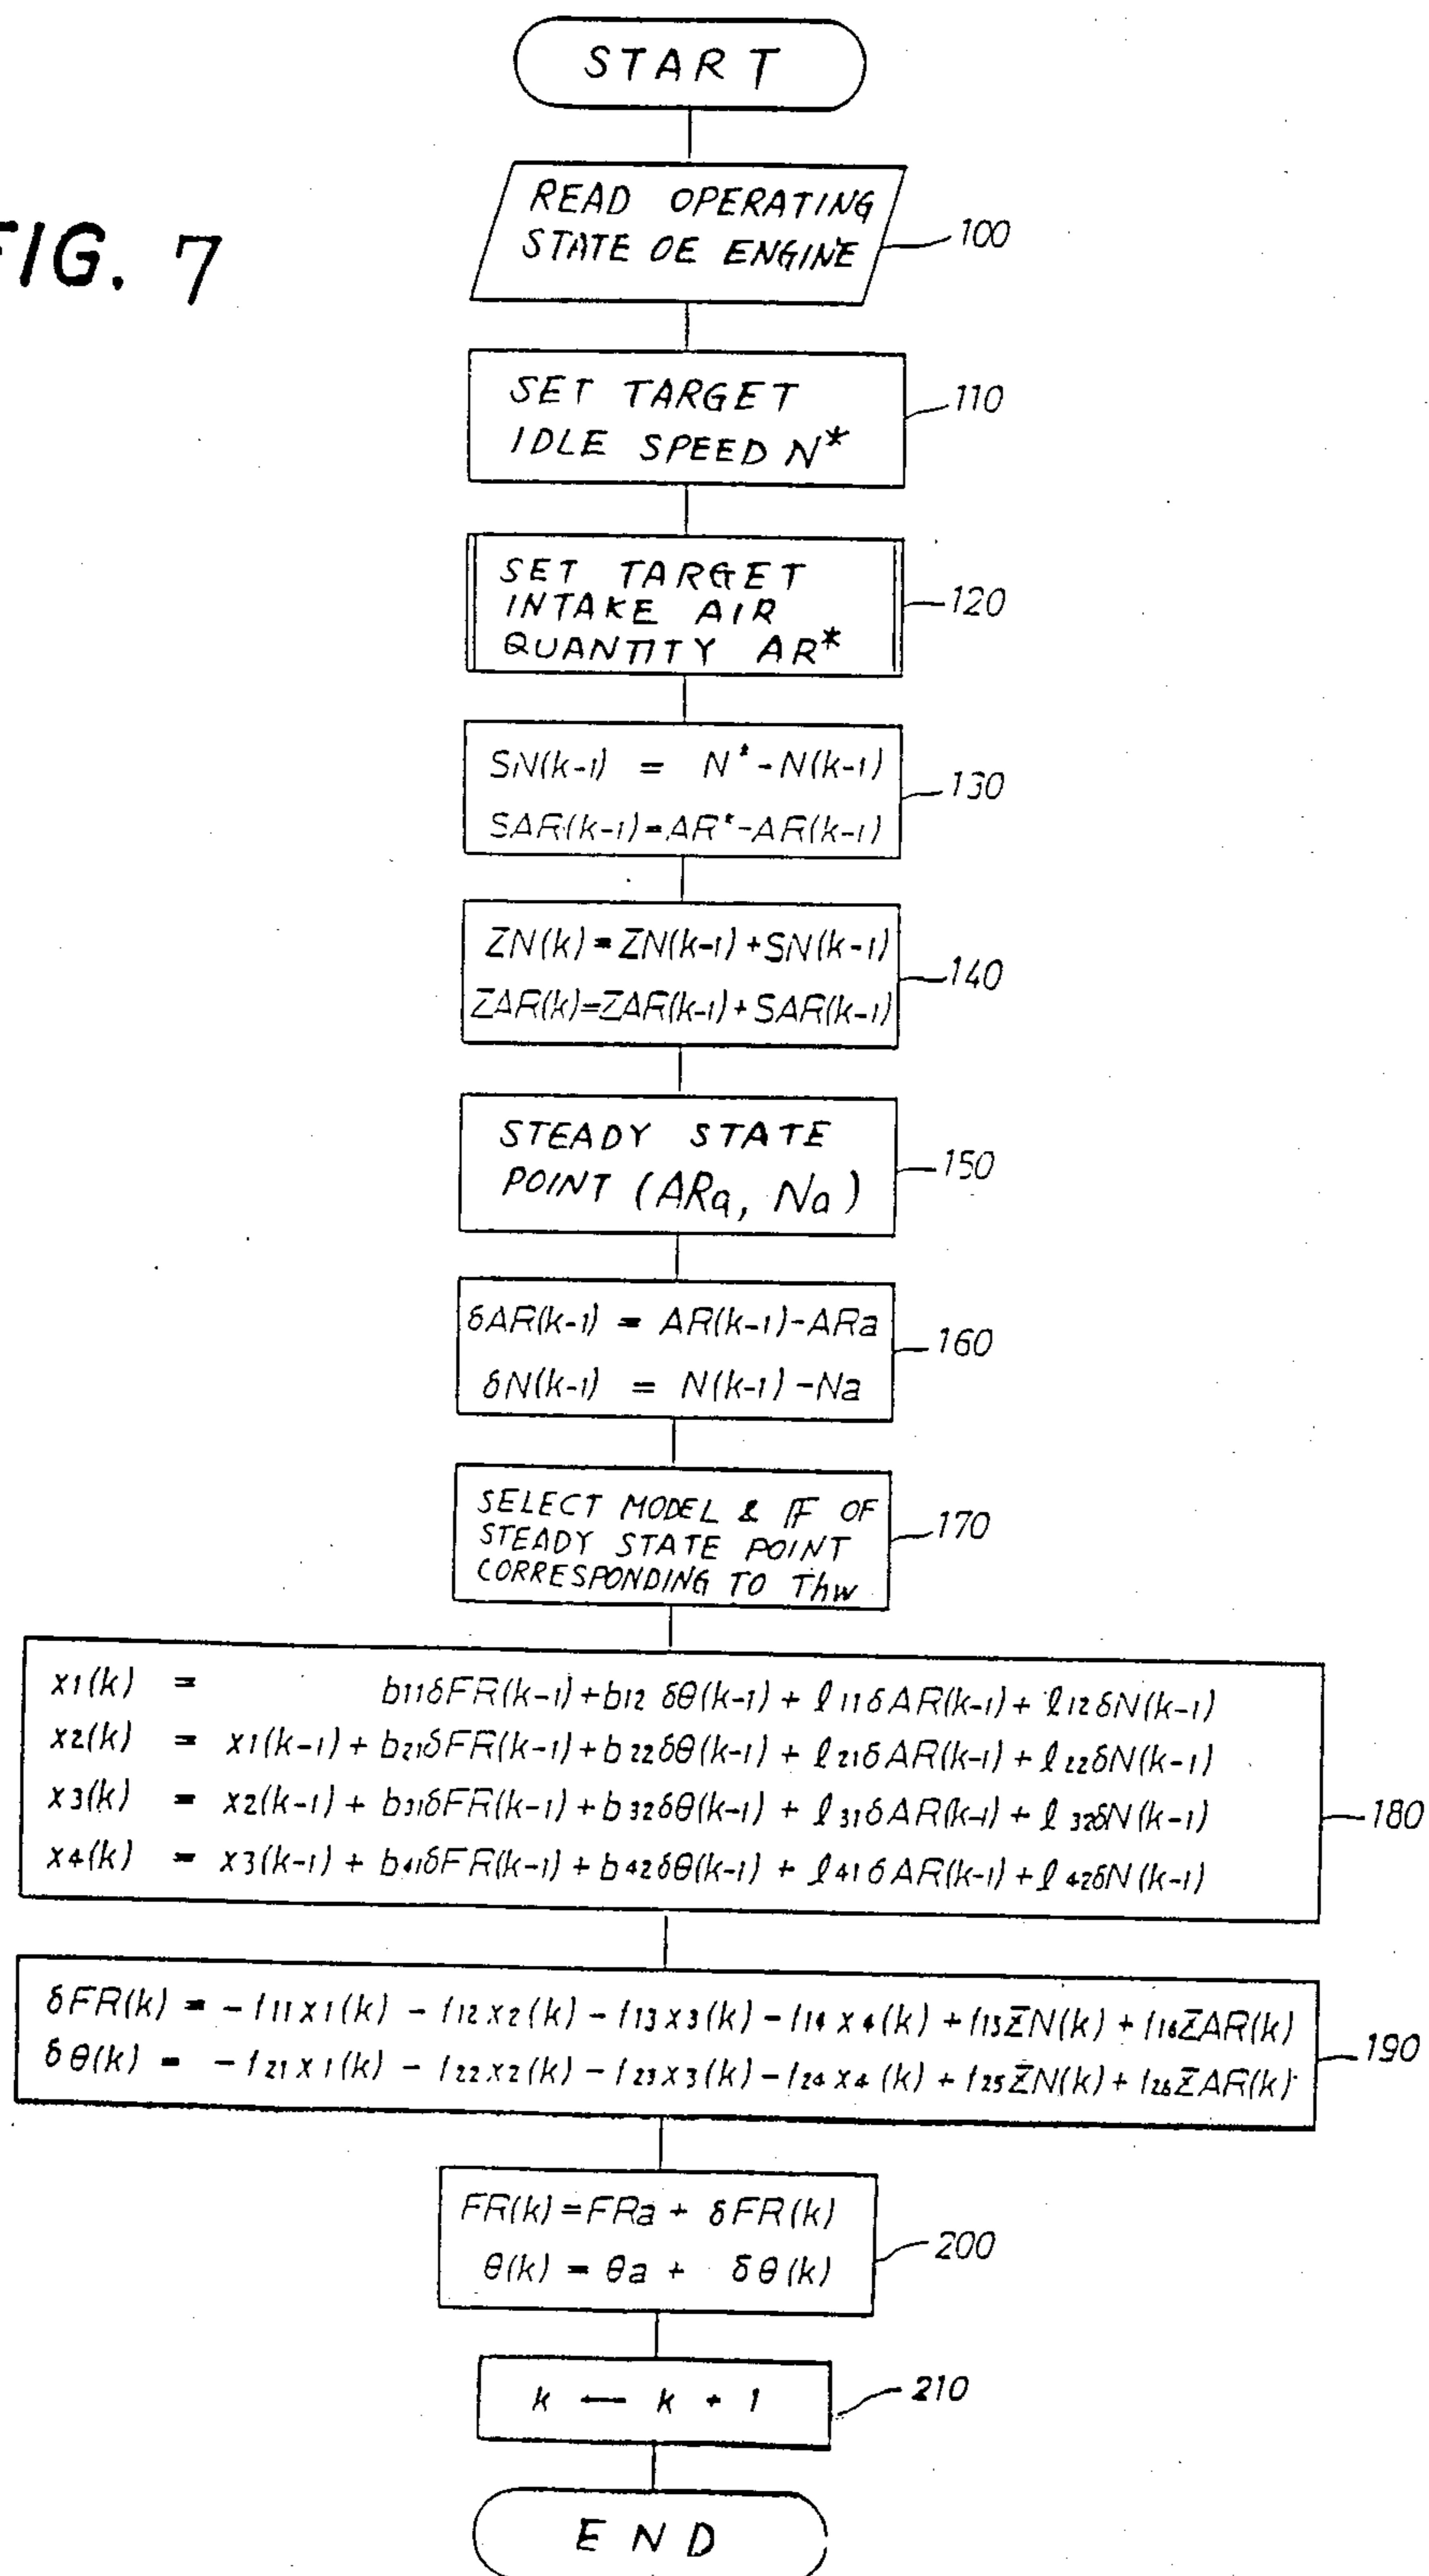 START
FIG. 7
READ OPERATING
STATE OE ENGINE
100
SET TARGET
IDLE SPEED N*
110
SET TARGET
INTAKE AIR
QUANTITY AR*
120
SN(k-1) = N*-N(k-1)
SAR(k-1)=AR*-AR(k-1)
130
ZN(k)=ZN(k-1)+SN(k-1)
ZAR(k)=ZAR(k-1)+SAR(k-1)
140
STEADY STATE
POINT (ARa, Na)
150
δAR(k-1) = AR(k-1)-ARa
δN(k-1) = N(k-1)-Na
160
SELECT MODEL & 𝔽 OF
STEADY STATE POINT
CORRESPONDING TO Thw
170
x1(k) = b11δFR(k-1)+b12 δθ(k-1)+ℓ11δAR(k-1)+ℓ12δN(k-1)
x2(k) = x1(k-1)+b21δFR(k-1)+b22δθ(k-1)+ℓ21δAR(k-1)+ℓ22δN(k-1)
x3(k) = x2(k-1)+b31δFR(k-1)+b32δθ(k-1)+ℓ31δAR(k-1)+ℓ32δN(k-1)
x4(k) = x3(k-1)+b41δFR(k-1)+b42δθ(k-1)+ℓ41δAR(k-1)+ℓ42δN(k-1)
180
δFR(k) = -f11x1(k)-f12x2(k)-f13x3(k)-f14x4(k)+f15ZN(k)+f16ZAR(k)
δθ(k) = -f21x1(k)-f22x2(k)-f23x3(k)-f24x4(k)+f25ZN(k)+f26ZAR(k)
190
FR(k)=FRa + δFR(k)
θ(k) = θa + δθ(k)
200
k ← k + 1
210
END